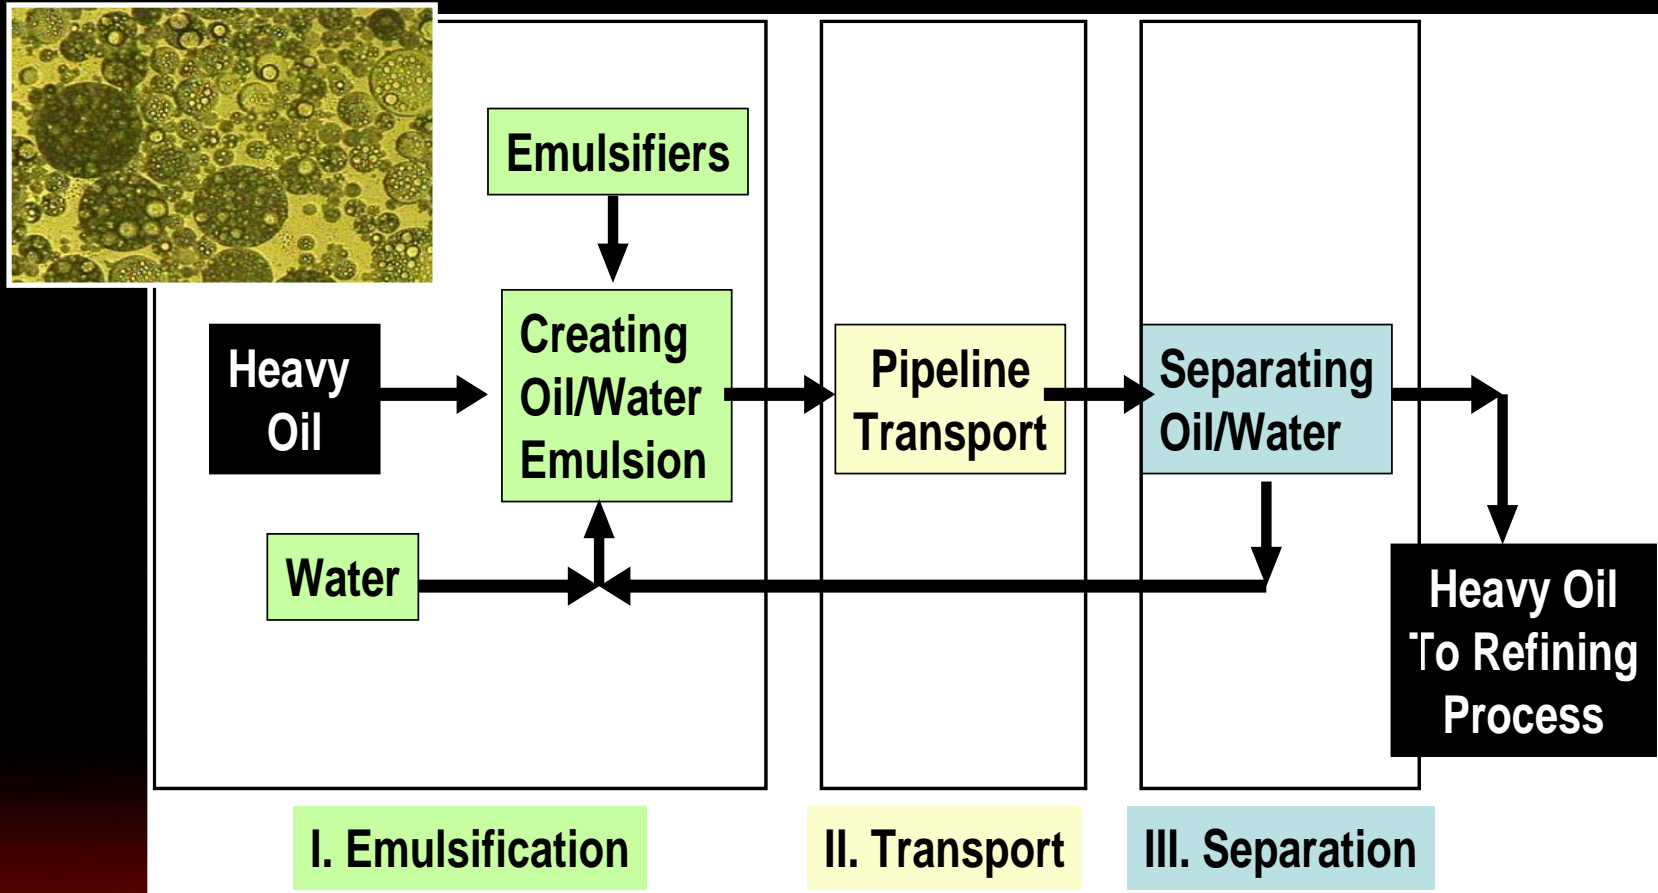 Emulsifiers
Heavy
Oil
Creating
Oil/Water
Emulsion
Pipeline
Transport
Separating
Oil/Water
Water
Heavy Oil
To Refining
Process
I. Emulsification
II. Transport
III. Separation